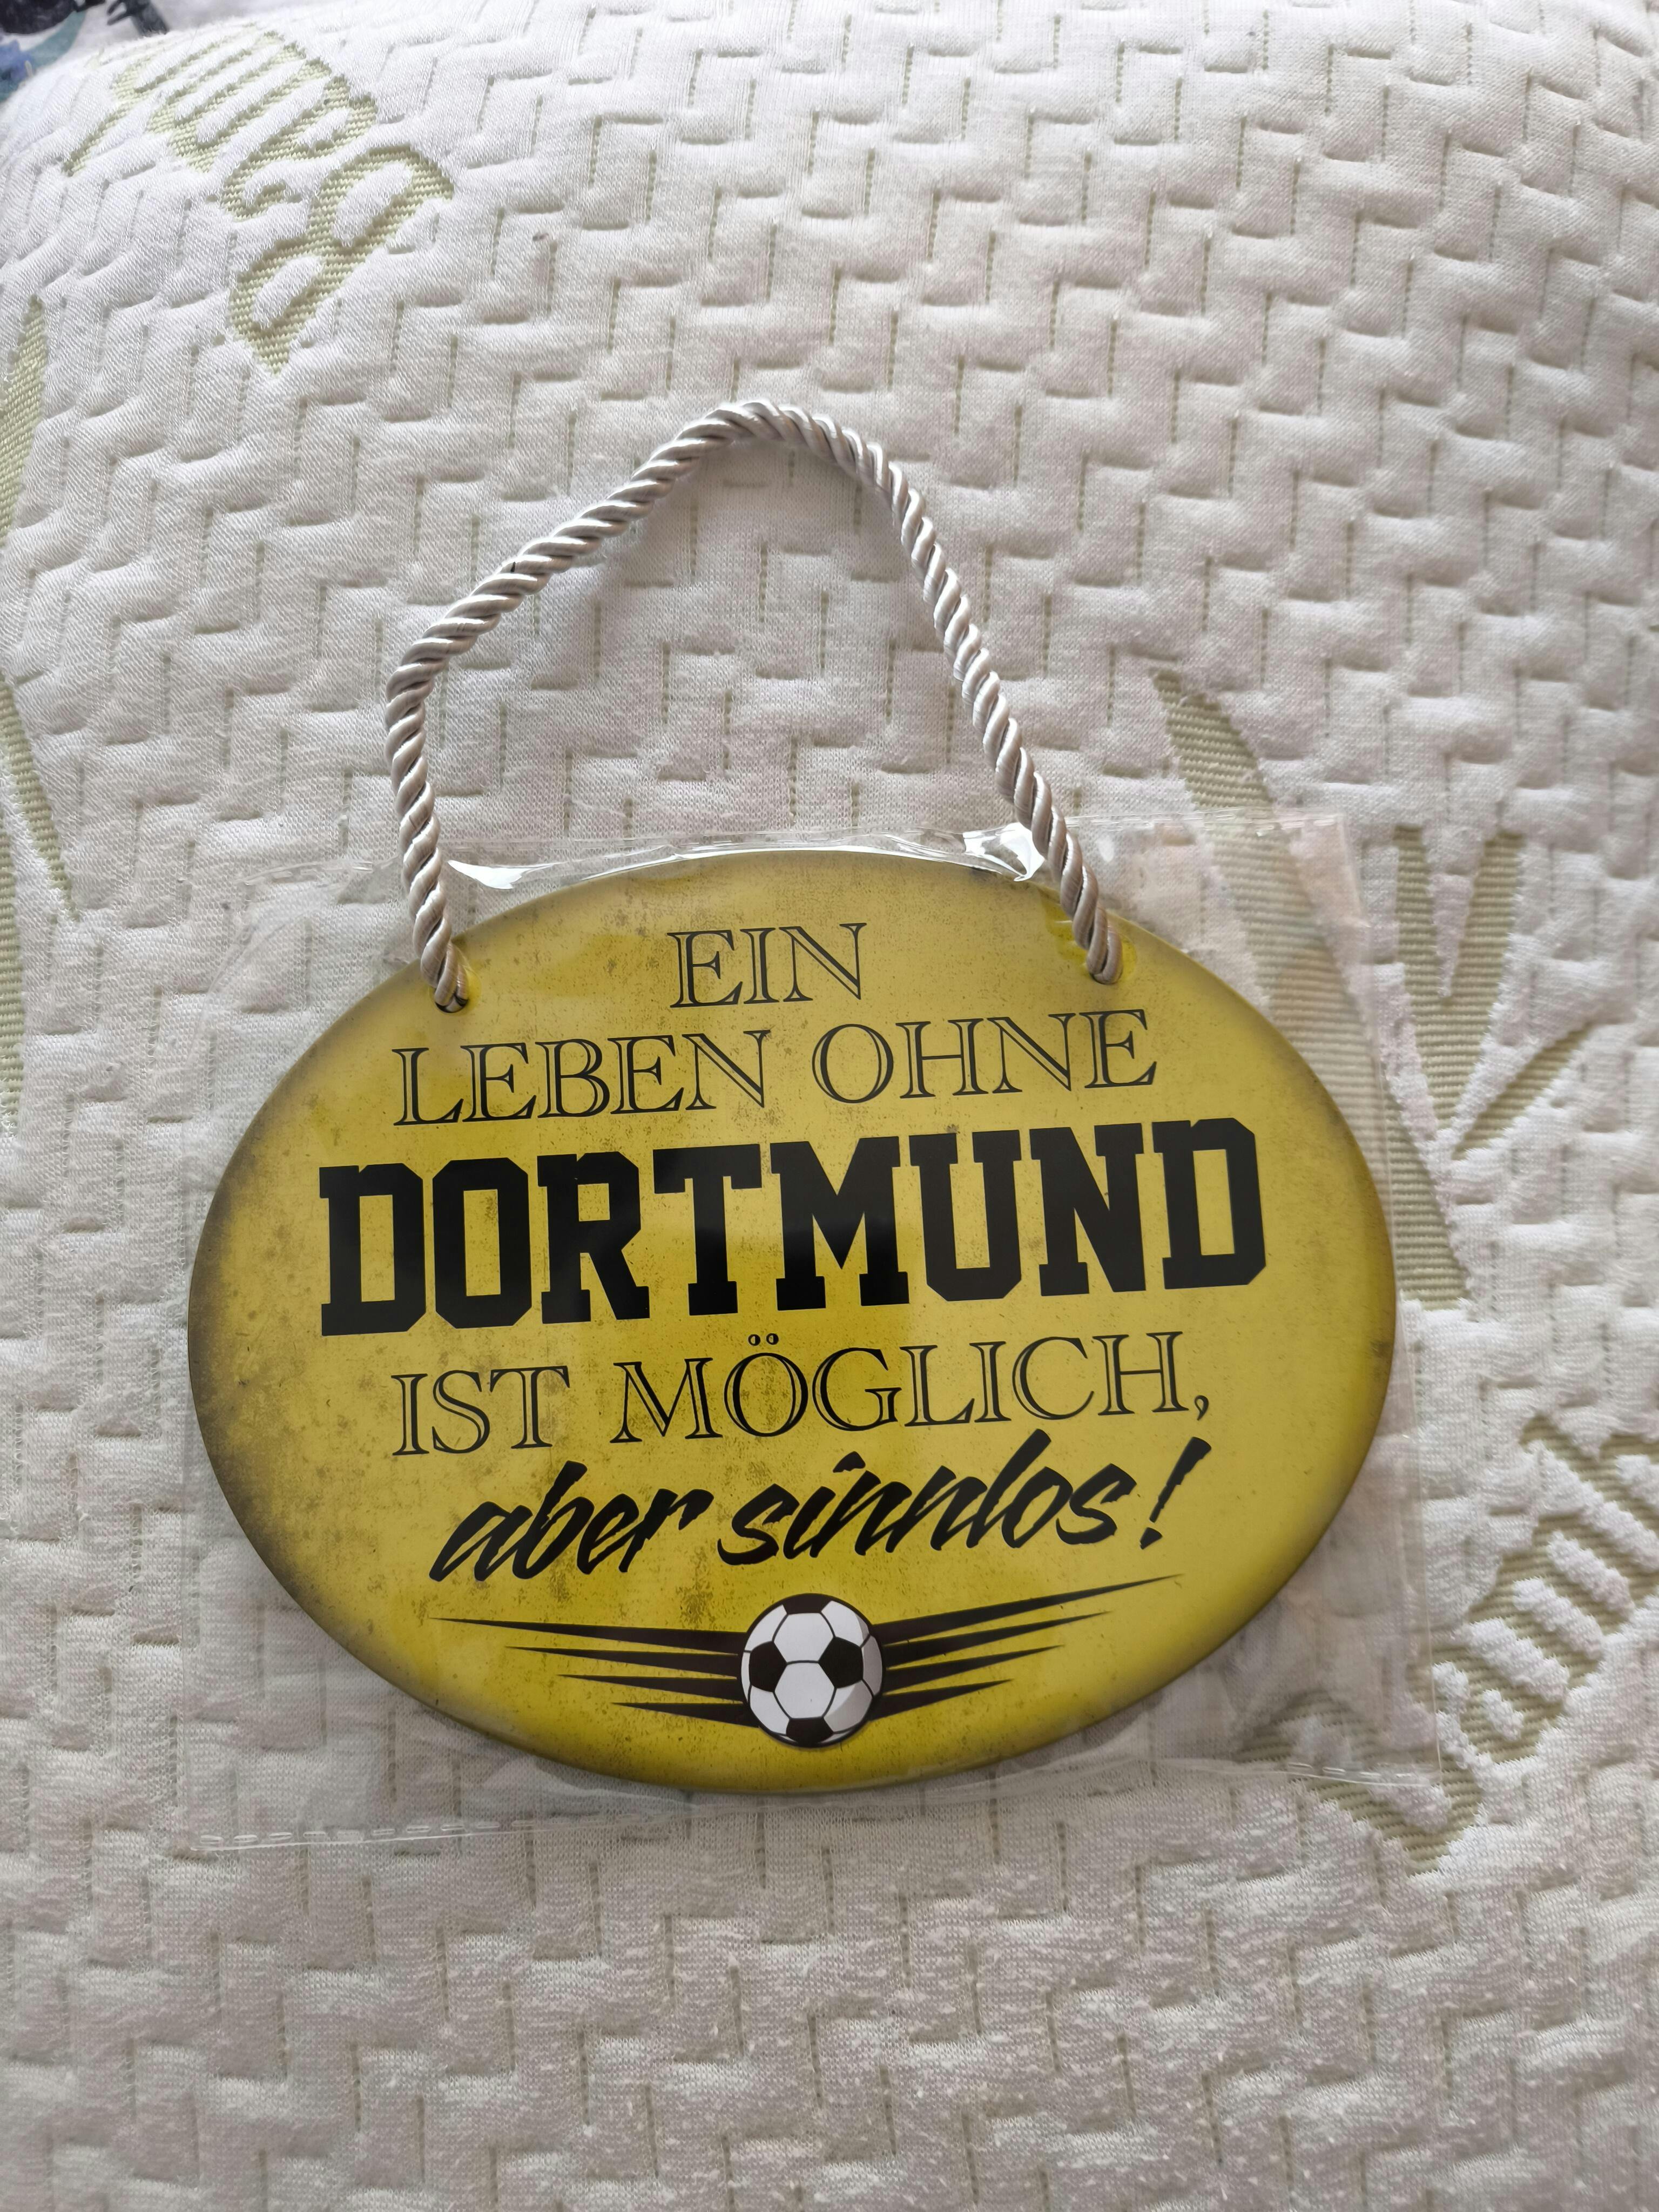 EIN
LEBEN OHNE
DORTMUND
IST MÖGLICH,
aber sinnlos!